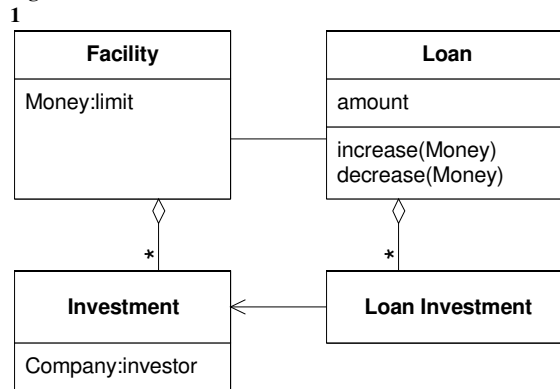 1
Facility
Money:limit
Loan
amount
increase(Money)
decrease(Money)
*
*
Investment
Company:investor
Loan Investment